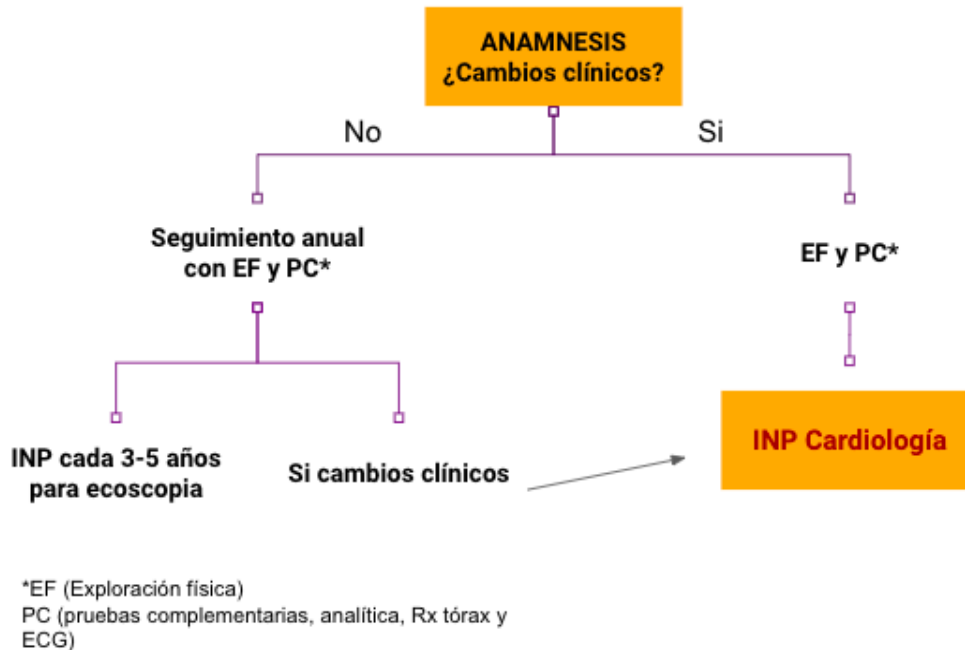 ANAMNESIS
¿Cambios clínicos?
No
Si
Seguimiento anual
con EF y PC*
EF y PC*
INP cada 3-5 años
para ecoscopia
Si cambios clínicos
INP Cardiología
*EF (Exploración física)
PC (pruebas complementarias, analítica, Rx tórax y
ECG)